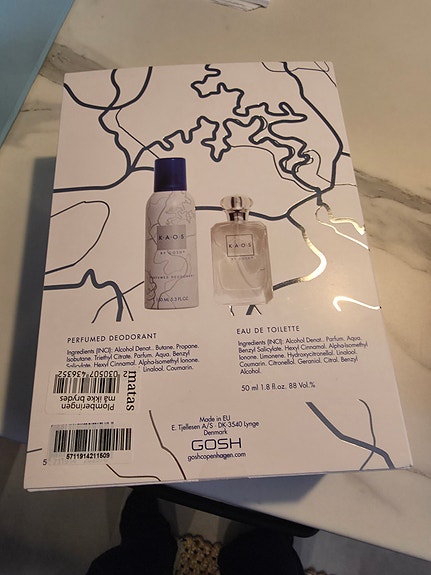 K.A.O.S
BY GOSH
PERFUMED DEODORANT
K.A.O.S
BY GOSH
PERFUMED DEODORANT
Ingredients (INCI): Alcohol Denat., Butane, Propane,
Isobutane, Triethyl Citrate, Parfum, Aqua, Benzyl
Salicylate, Hexyl Cinnamal, Alpha-Isomethyl Ionone,
Linalool, Coumarin.
EAU DE TOILETTE
Ingredients (INCI): Alcohol Denat., Parfum, Aqua,
Benzyl Salicylate, Hexyl Cinnamal, Alpha-Isomethyl
Ionone, Limonene, Hydroxycitronellal, Linalool,
Coumarin, Citronellol, Geraniol, Citral, Benzyl
Alcohol.
50 ml 1.8 fl.oz. 88 Vol.%
matas
Plomberingen
må ikke brydes
5711914211509
Made in EU
E. Tjellesen A/S · DK-3540 Lynge
Denmark
GOSH
goshcopenhagen.com